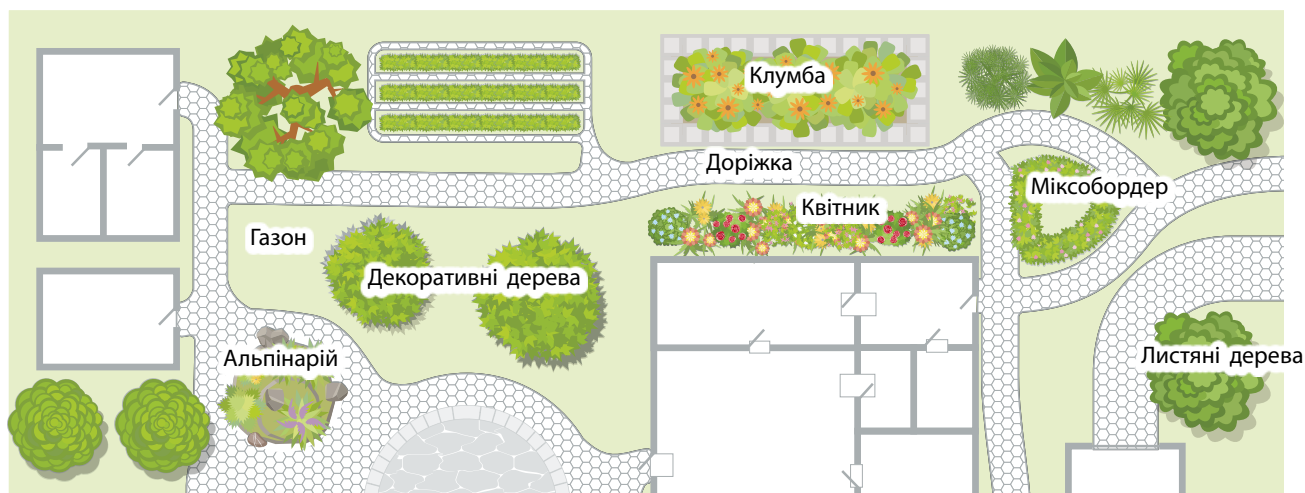 Клумба
Доріжка
Міксобордер
Квітник
Газон
Декоративні дерева
Альпінарій
Листяні дерева